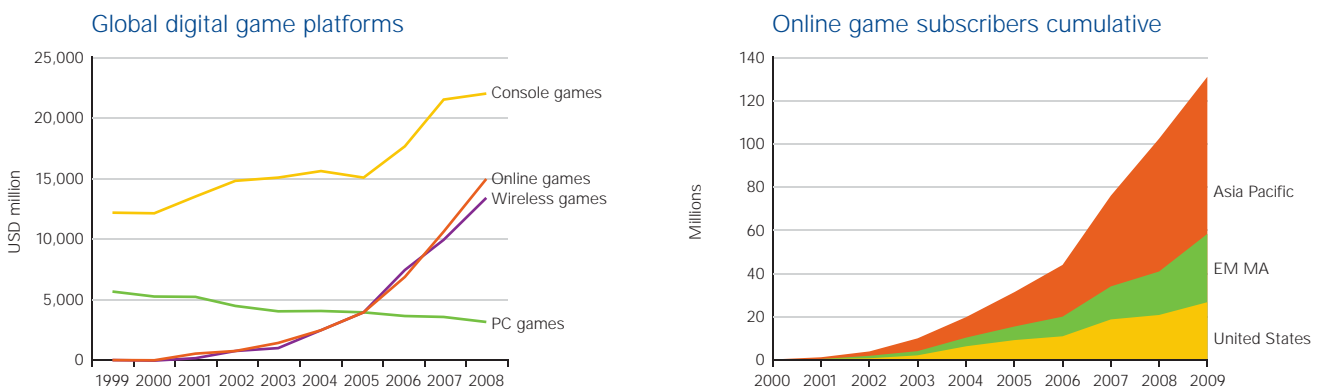 Global digital game platforms
USD million
25,000
20,000
15,000
10,000
5,000
0
1999 2000 2001 2002 2003 2004 2005 2006 2007 2008
Console games
Online games
Wireless games
PC games
Online game subscribers cumulative
Millions
140
120
100
80
60
40
20
0
2000 2001 2002 2003 2004 2005 2006 2007 2008 2009
Asia Pacific
EM MA
United States